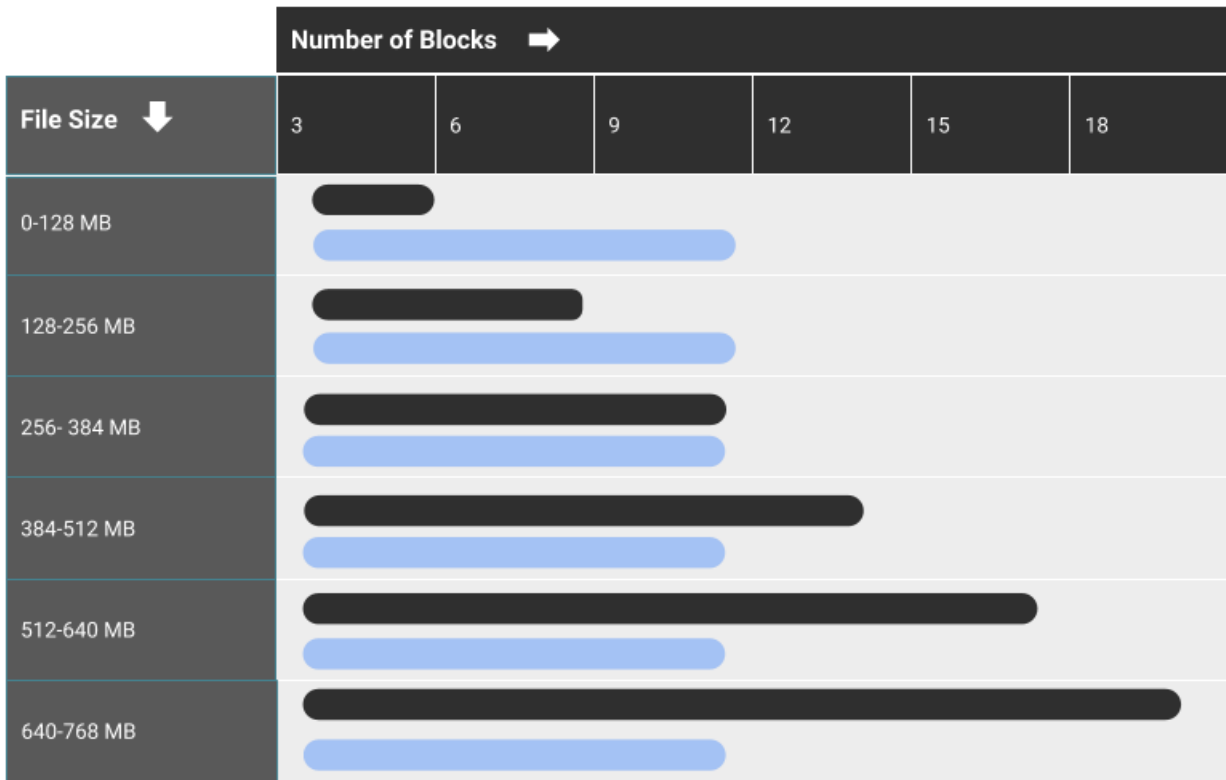 Number of Blocks
File Size
3 6 9 12 15 18
0-128 MB
128-256 MB
256- 384 MB
384-512 MB
512-640 MB
640-768 MB